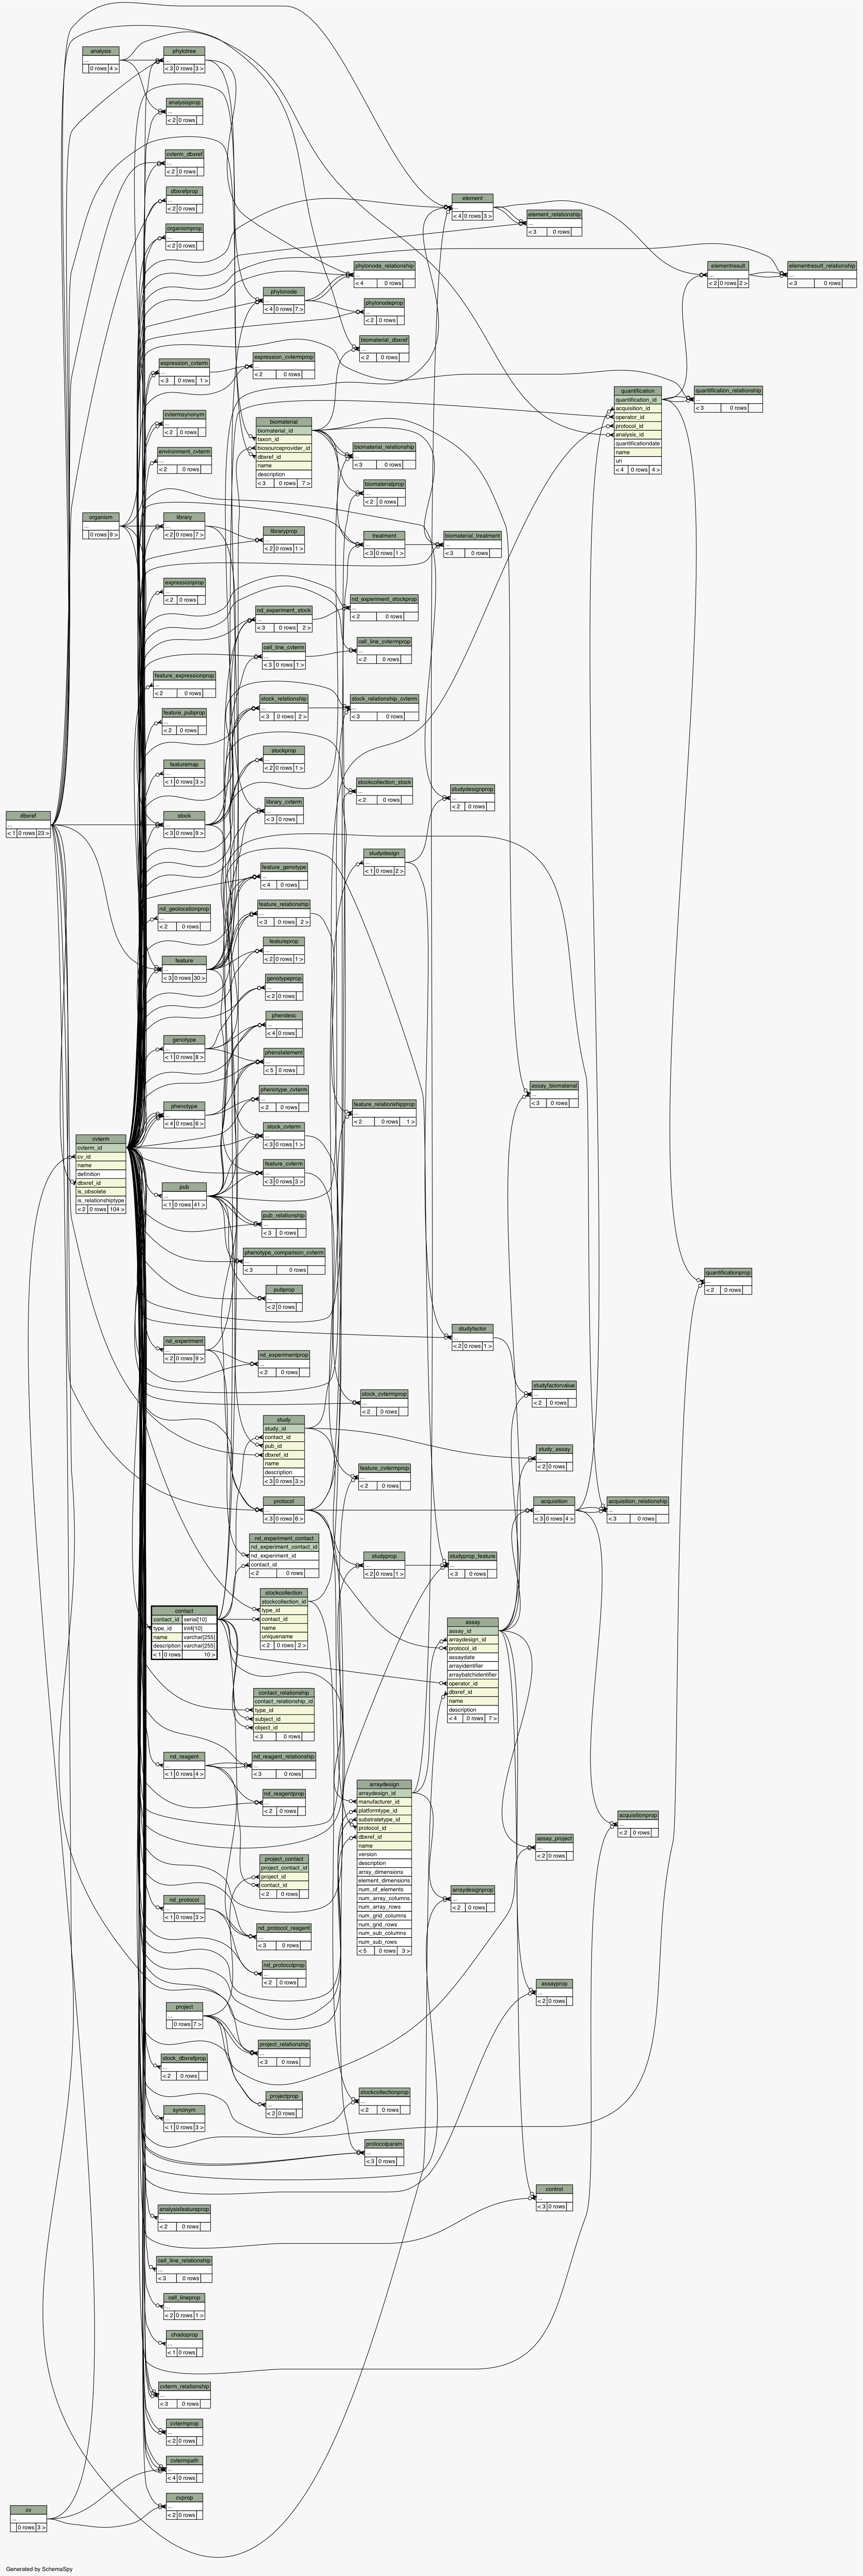 analysis
...
0 rows 4 >
phylotree
...
< 3 0 rows 3 >
analysisprop
...
< 2 0 rows
cvterm_dbxref
...
< 2 0 rows
dbxrefprop
...
< 2 0 rows
element
...
< 4 0 rows 3 >
element_relationship
...
< 3 0 rows
organismprop
...
< 2 0 rows
phylonode_relationship
...
< 4 0 rows
elementresult
...
< 2 0 rows 2 >
elementresult_relationship
...
< 3 0 rows
phylonode
...
< 4 0 rows 7 >
phylonodeprop
...
< 2 0 rows
biomaterial_dbxref
...
< 2 0 rows
expression_cvterm
...
< 3 0 rows 1 >
expression_cvtermprop
...
< 2 0 rows
quantification
quantification_id
acquisition_id
operator_id
protocol_id
analysis_id
quantificationdate
name
uri
< 4 0 rows 4 >
quantification_relationship
...
< 3 0 rows
cvtermsynonym
...
< 2 0 rows
biomaterial
biomaterial_id
taxon_id
biosourceprovider_id
dbxref_id
name
description
< 3 0 rows 7 >
environment_cvterm
...
< 2 0 rows
biomaterial_relationship
...
< 3 0 rows
biomaterialprop
...
< 2 0 rows
organism
...
0 rows 9 >
library
...
< 2 0 rows 7 >
libraryprop
...
< 2 0 rows 1 >
treatment
...
< 3 0 rows 1 >
biomaterial_treatment
...
< 3 0 rows
expressionprop
...
< 2 0 rows
nd_experiment_stock
...
< 3 0 rows 2 >
nd_experiment_stockprop
...
< 2 0 rows
cell_line_cvterm
...
< 3 0 rows 1 >
cell_line_cvtermprop
...
< 2 0 rows
feature_expressionprop
...
< 2 0 rows
feature_pubprop
...
< 2 0 rows
stock_relationship
...
< 3 0 rows 2 >
stock_relationship_cvterm
...
< 3 0 rows
featuremap
...
< 1 0 rows 3 >
stockprop
...
< 2 0 rows 1 >
stockcollection_stock
...
< 2 0 rows
studydesignprop
...
< 2 0 rows
dbxref
...
< 1 0 rows 23 >
stock
...
< 3 0 rows 9 >
library_cvterm
...
< 3 0 rows
studydesign
...
< 1 0 rows 2 >
feature_genotype
...
< 4 0 rows
nd_geolocationprop
...
< 2 0 rows
feature_relationship
...
< 3 0 rows 2 >
feature
...
< 3 0 rows 30 >
featureprop
...
< 2 0 rows 1 >
genotypeprop
...
< 2 0 rows
genotype
...
< 1 0 rows 8 >
phendesc
...
< 4 0 rows
phenstatement
...
< 5 0 rows
phenotype
...
< 4 0 rows 6 >
phenotype_cvterm
...
< 2 0 rows
feature_relationshipprop
...
< 2 0 rows 1 >
assay_biomaterial
...
< 3 0 rows
cvterm
cvterm_id
cv_id
name
definition
dbxref_id
is_obsolete
is_relationshiptype
< 2 0 rows 104 >
stock_cvterm
...
< 3 0 rows 1 >
feature_cvterm
...
< 3 0 rows 3 >
pub
...
< 1 0 rows 41 >
pub_relationship
...
< 3 0 rows
phenotype_comparison_cvterm
...
< 3 0 rows
pubprop
...
< 2 0 rows
quantificationprop
...
< 2 0 rows
nd_experiment
...
< 2 0 rows 9 >
nd_experimentprop
...
< 2 0 rows
studyfactor
...
< 2 0 rows 1 >
studyfactorvalue
...
< 2 0 rows
stock_cvtermprop
...
< 2 0 rows
study
study_id
contact_id
pub_id
dbxref_id
name
description
< 3 0 rows 3 >
study_assay
...
< 2 0 rows
feature_cvtermprop
...
< 2 0 rows
protocol
...
< 3 0 rows 6 >
acquisition
...
< 3 0 rows 4 >
acquisition_relationship
...
< 3 0 rows
nd_experiment_contact
nd_experiment_contact_id
nd_experiment_id
contact_id
< 2 0 rows
studyprop
...
< 2 0 rows 1 >
studyprop_feature
...
< 3 0 rows
stockcollection
stockcollection_id
type_id
contact_id
name
uniquename
< 2 0 rows 2 >
contact
contact_id serial[10]
type_id int4[10]
name varchar[255]
description varchar[255]
< 1 0 rows 10 >
assay
assay_id
arraydesign_id
protocol_id
assaydate
arrayidentifier
arraybatchidentifier
operator_id
dbxref_id
name
description
< 4 0 rows 7 >
contact_relationship
contact_relationship_id
type_id
subject_id
object_id
< 3 0 rows
nd_reagent
...
< 1 0 rows 4 >
nd_reagent_relationship
...
< 3 0 rows
nd_reagentprop
...
< 2 0 rows
arraydesign
arraydesign_id
manufacturer_id
platformtype_id
substratetype_id
protocol_id
dbxref_id
name
version
description
array_dimensions
element_dimensions
num_of_elements
num_array_columns
num_array_rows
num_grid_columns
num_grid_rows
num_sub_columns
num_sub_rows
< 5 0 rows 3 >
acquisitionprop
...
< 2 0 rows
assay_project
...
< 2 0 rows
project_contact
project_contact_id
project_id
contact_id
< 2 0 rows
arraydesignprop
...
< 2 0 rows
nd_protocol
...
< 1 0 rows 3 >
nd_protocol_reagent
...
< 3 0 rows
nd_protocolprop
...
< 2 0 rows
assayprop
...
< 2 0 rows
project
...
0 rows 7 >
project_relationship
...
< 3 0 rows
stock_dbxrefprop
...
< 2 0 rows
projectprop
...
< 2 0 rows
stockcollectionprop
...
< 2 0 rows
synonym
...
< 1 0 rows 3 >
protocolparam
...
< 3 0 rows
control
...
< 3 0 rows
analysisfeatureprop
...
< 2 0 rows
cell_line_relationship
...
< 3 0 rows
cell_lineprop
...
< 2 0 rows 1 >
chadoprop
...
< 1 0 rows
cvterm_relationship
...
< 3 0 rows
cvtermprop
...
< 2 0 rows
cvtermpath
...
< 4 0 rows
cvprop
...
< 2 0 rows
cv
...
0 rows 3 >
Generated by SchemaSpy